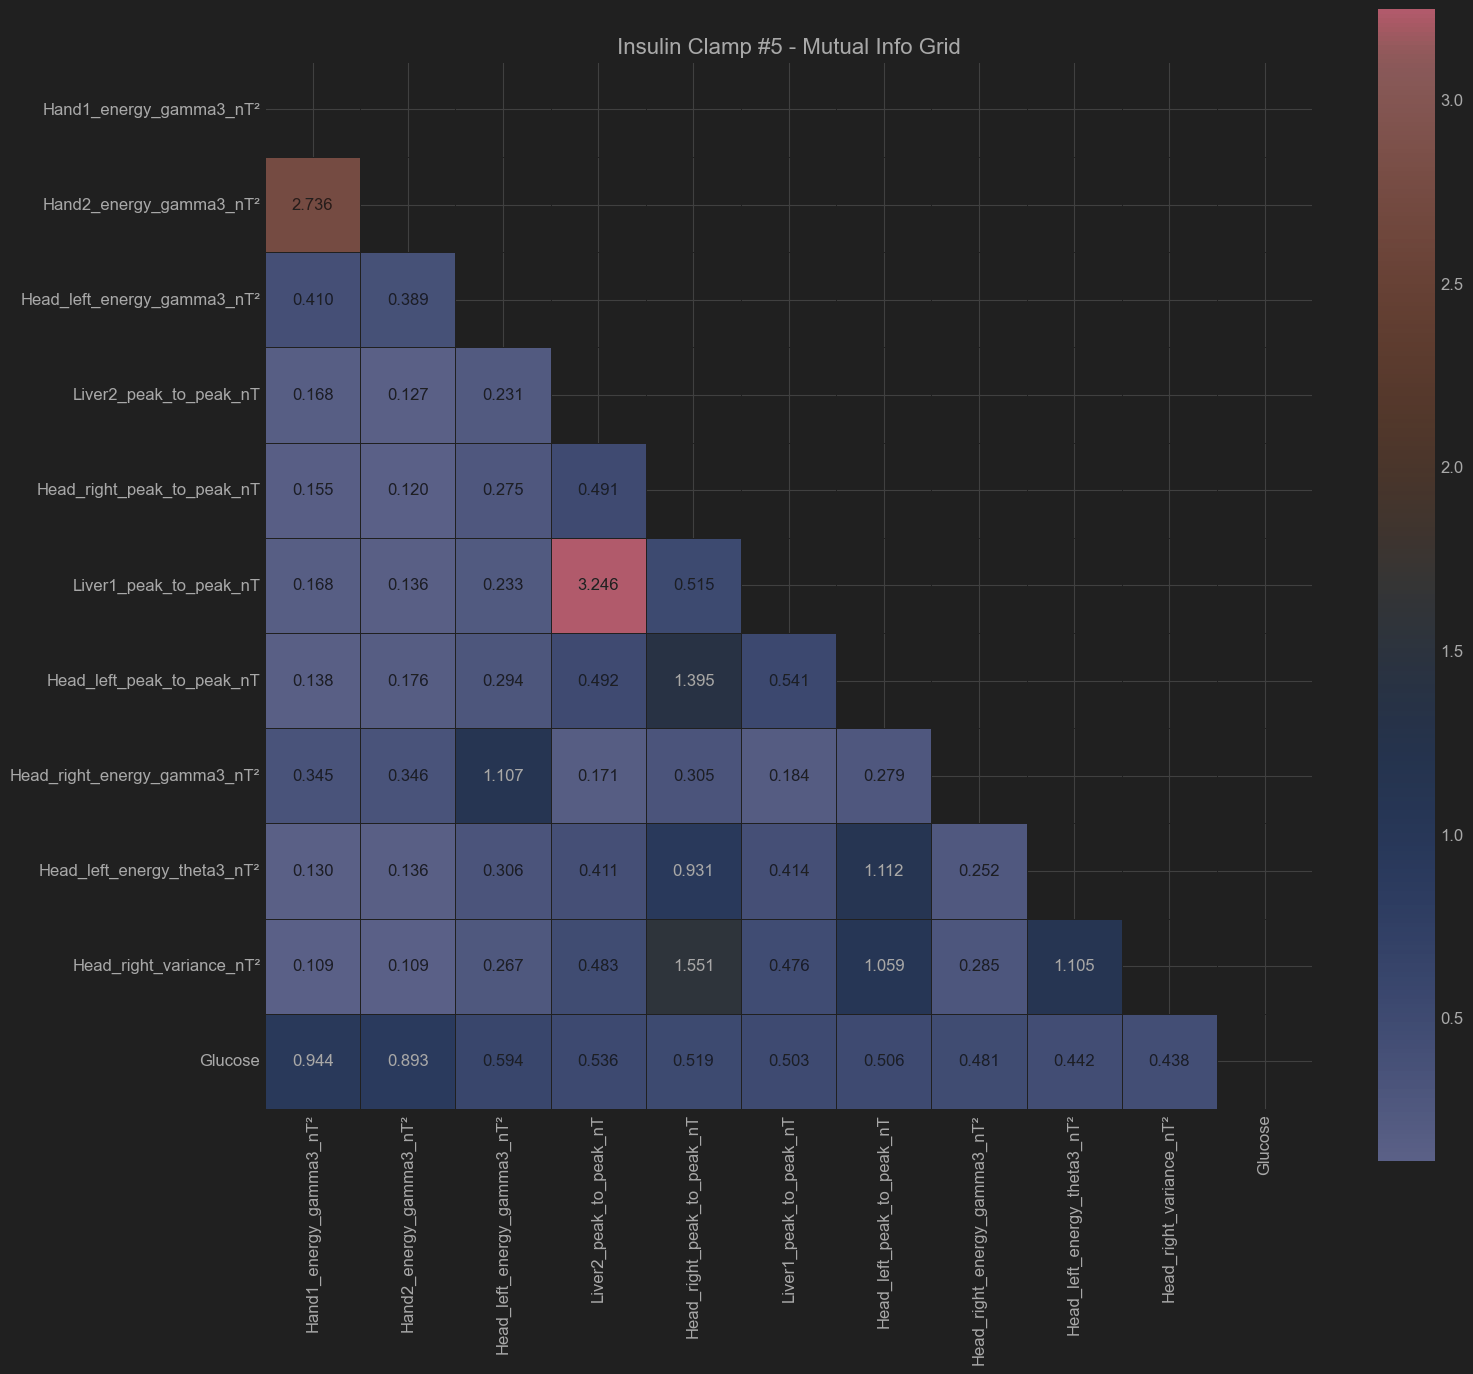 Insulin Clamp #5 - Mutual Info Grid
Hand1_energy_gamma3_nT²
Hand2_energy_gamma3_nT² 2.736
Head_left_energy_gamma3_nT² 0.410 0.389
Liver2_peak_to_peak_nT 0.168 0.127 0.231
Head_right_peak_to_peak_nT 0.155 0.120 0.275 0.491
Liver1_peak_to_peak_nT 0.168 0.136 0.233 3.246 0.515
Head_left_peak_to_peak_nT 0.138 0.176 0.294 0.492 1.395 0.541
Head_right_energy_gamma3_nT² 0.345 0.346 1.107 0.171 0.305 0.184 0.279
Head_left_energy_theta3_nT² 0.130 0.136 0.306 0.411 0.931 0.414 1.112 0.252
Head_right_variance_nT² 0.109 0.109 0.267 0.483 1.551 0.476 1.059 0.285 1.105
Glucose 0.944 0.893 0.594 0.536 0.519 0.503 0.506 0.481 0.442 0.438
Hand1_energy_gamma3_nT²
Hand2_energy_gamma3_nT²
Head_left_energy_gamma3_nT²
Liver2_peak_to_peak_nT
Head_right_peak_to_peak_nT
Liver1_peak_to_peak_nT
Head_left_peak_to_peak_nT
Head_right_energy_gamma3_nT²
Head_left_energy_theta3_nT²
Head_right_variance_nT²
Glucose
3.0
2.5
2.0
1.5
1.0
0.5